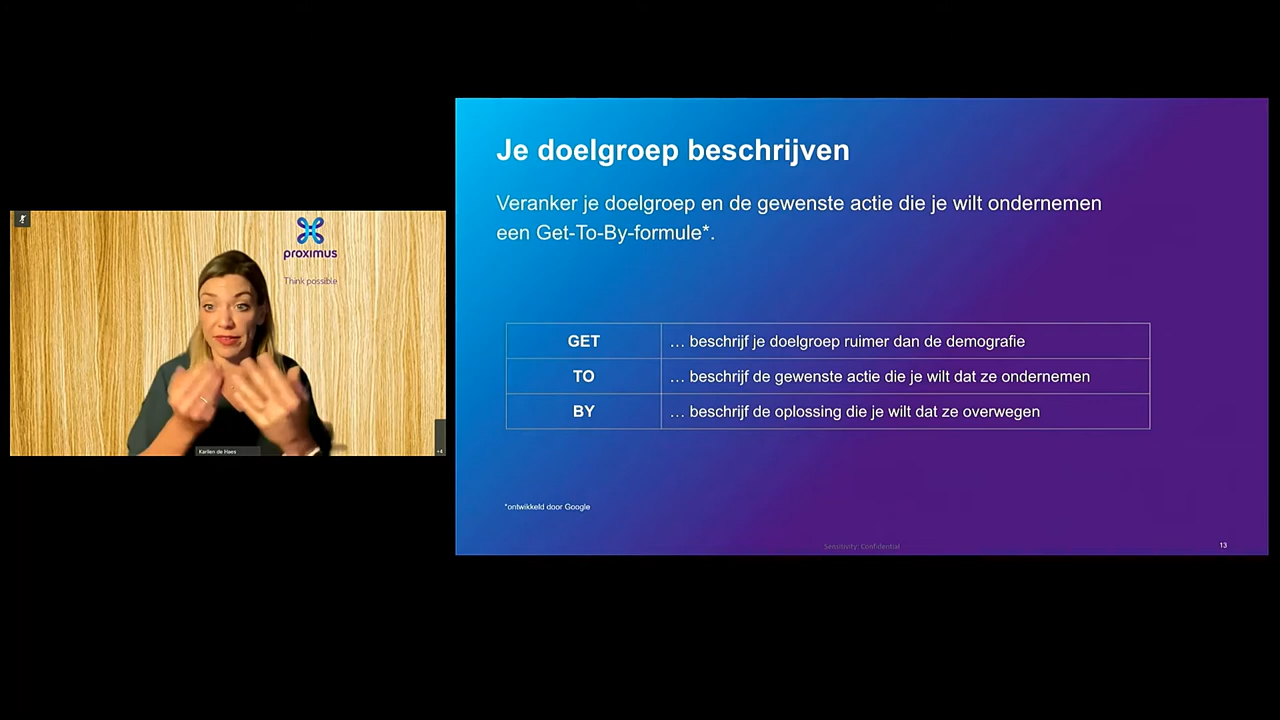 proximus
Think possible
Karlien de Haes
+4
Je doelgroep beschrijven
Veranker je doelgroep en de gewenste actie die je wilt ondernemen
een Get-To-By-formule*.
GET … beschrijf je doelgroep ruimer dan de demografie
TO … beschrijf de gewenste actie die je wilt dat ze ondernemen
BY … beschrijf de oplossing die je wilt dat ze overwegen
*ontwikkeld door Google
Sensitivity: Confidential
13